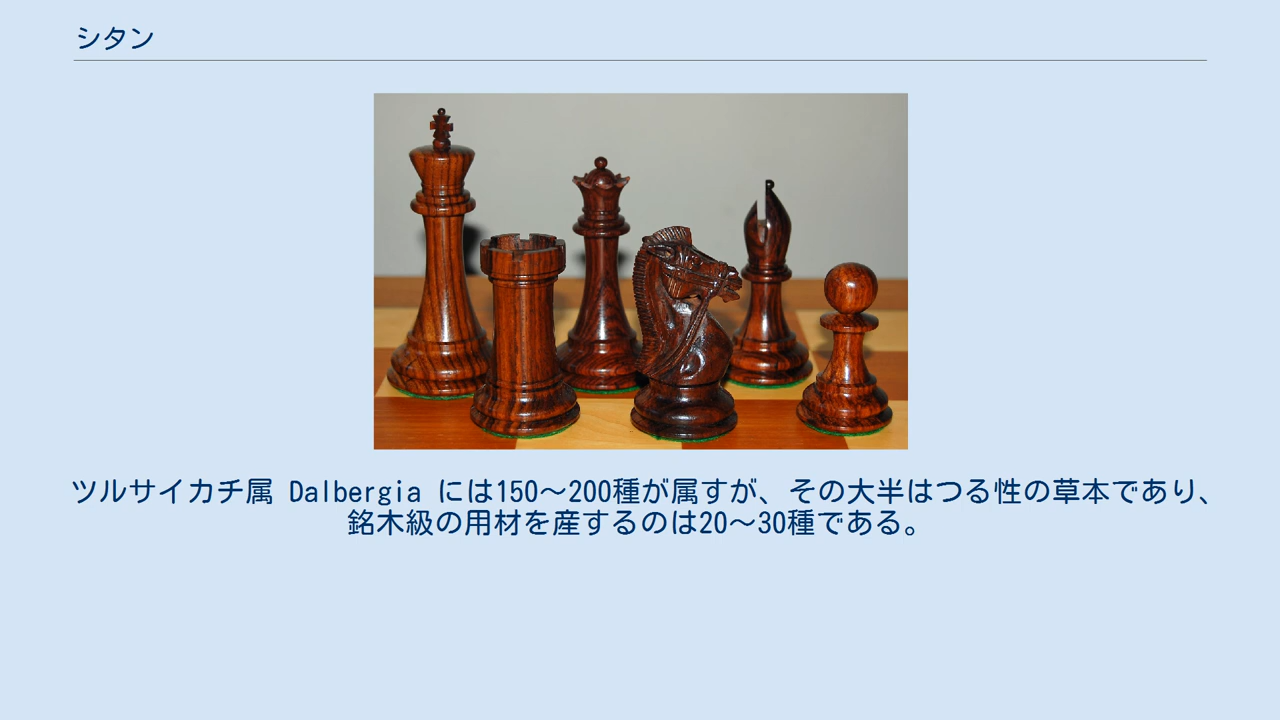 シタン
ツルサイカチ属 Dalbergia には150～200種が属すが、その大半はつる性の草本であり、
銘木級の用材を産するのは20～30種である。